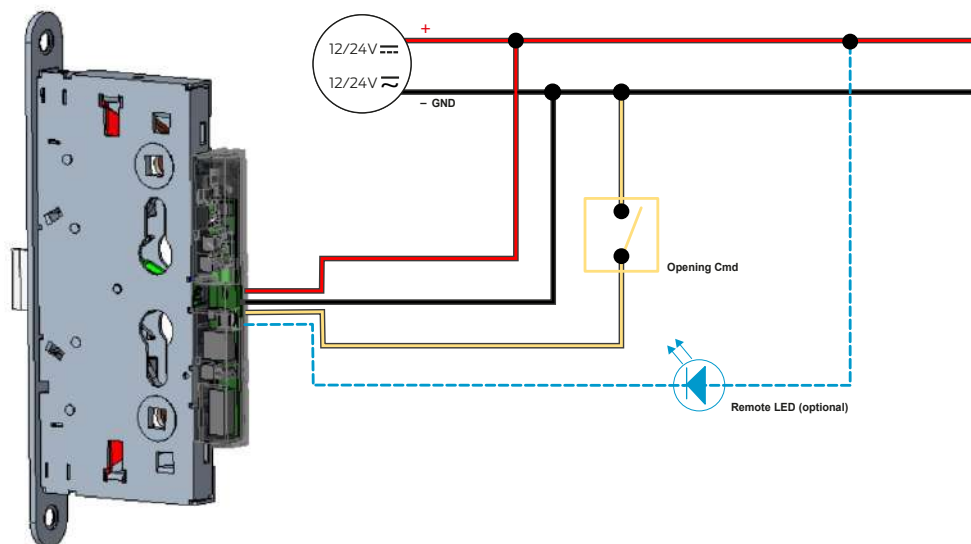 +
12/24V ⎓
12/24V ⏦
– GND
Opening Cmd
Remote LED (optional)